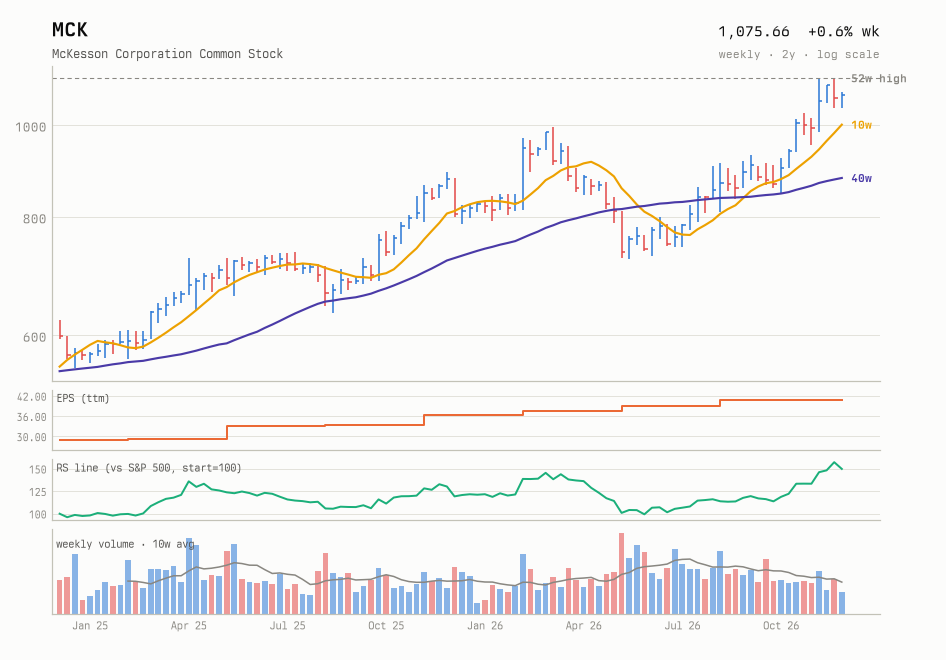 MCK
1,075.66 +0.6% wk
McKesson Corporation Common Stock
weekly · 2y · log scale
52w high
1000
10w
40w
800
600
EPS (ttm)
42.00
36.00
30.00
RS line (vs S&P 500, start=100)
150
125
100
weekly volume · 10w avg
Jan 25 Apr 25 Jul 25 Oct 25 Jan 26 Apr 26 Jul 26 Oct 26